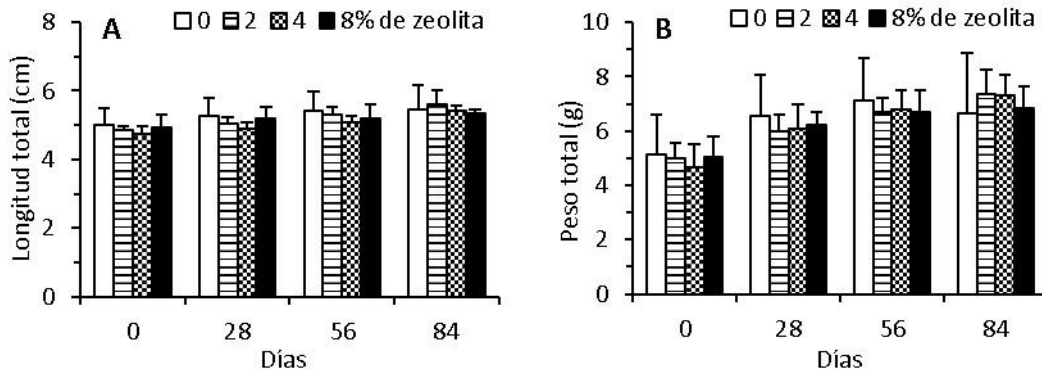 A
0 2 4 8% de zeolita
Longitud total (cm)
8
6
4
2
0
0 28 56 84
Días
B
0 2 4 8% de zeolita
Peso total (g)
10
8
6
4
2
0
0 28 56 84
Días